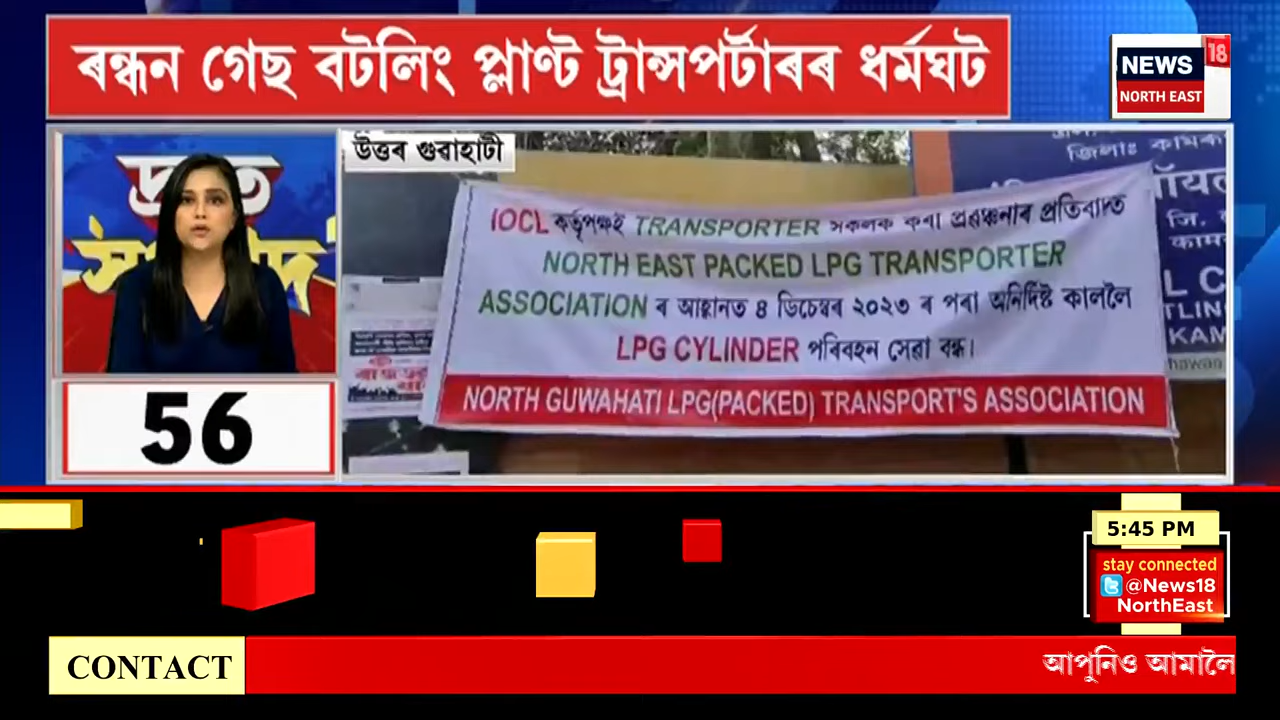 ৰন্ধন গেছ বটলিং প্লাণ্ট ট্ৰান্সপৰ্টাৰৰ ধৰ্মঘট
NEWS 18
NORTH EAST
দ্ৰুত
সংবাদ
56
উত্তৰ গুৱাহাটী
IOCL কৰ্তৃপক্ষই TRANSPORTER সকলক কৰা প্ৰৱঞ্চনাৰ প্ৰতিবাদত
NORTH EAST PACKED LPG TRANSPORTER
ASSOCIATION ৰ আহ্বানত ৪ ডিচেম্বৰ ২০২৩ ৰ পৰা অনিৰ্দিষ্ট কাললৈ
LPG CYLINDER পৰিবহন সেৱা বন্ধ।
NORTH GUWAHATI LPG(PACKED) TRANSPORT'S ASSOCIATION
জিলাঃ
जि.
L C
TLIN
KAM
5:45 PM
stay connected
@News18
NorthEast
CONTACT
আপুনিও আমালৈ